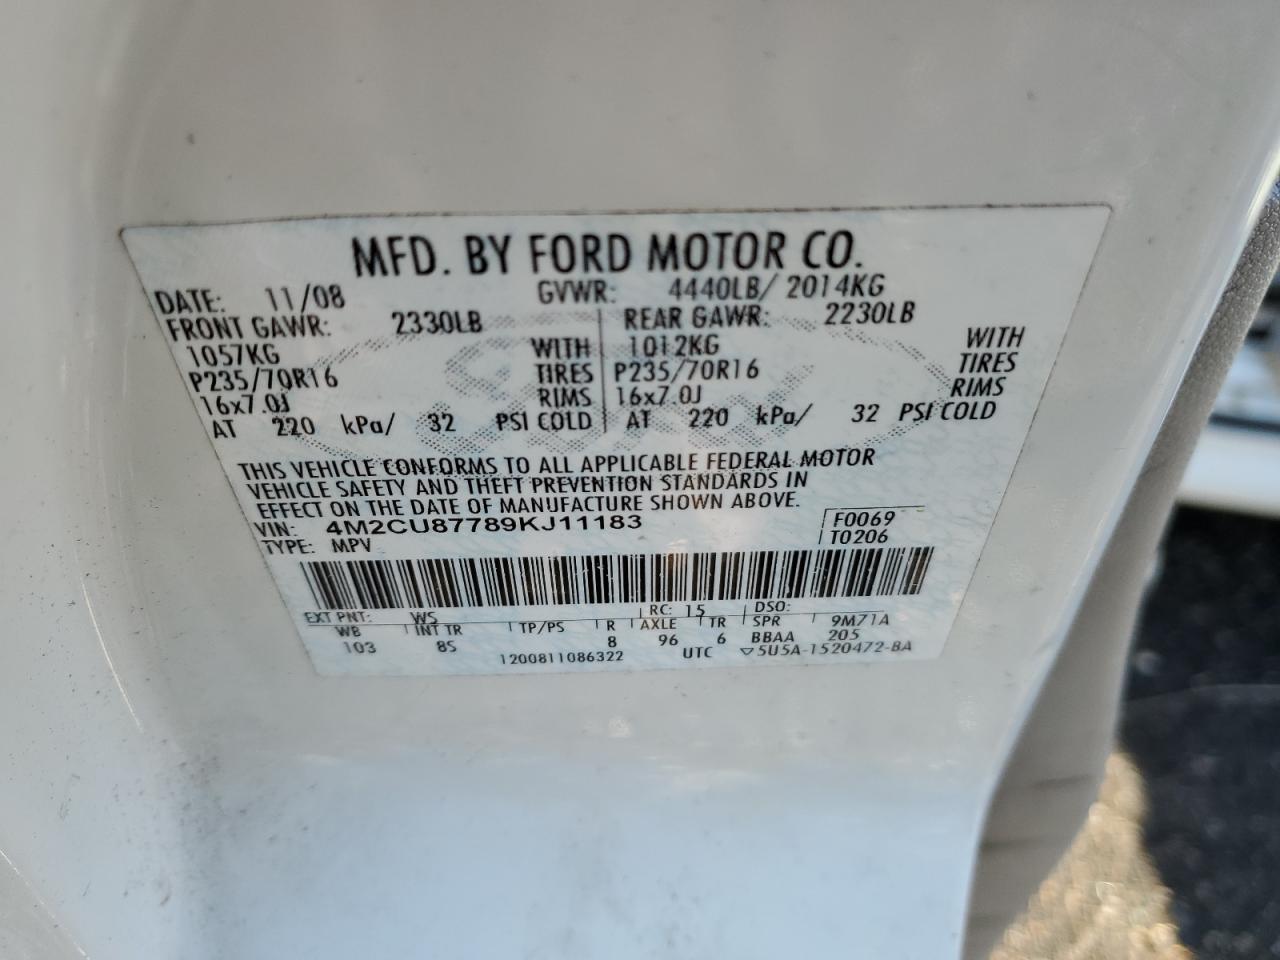 MFD. BY FORD MOTOR CO.
DATE: 11/08 GVWR: 4440LB/ 2014KG
FRONT GAWR: 2330LB REAR GAWR: 2230LB
1057KG WITH 1012KG WITH
P235/70R16 TIRES P235/70R16 TIRES
16x7.0J RIMS 16x7.0J RIMS
AT 220 kPa/ 32 PSI COLD AT 220 kPa/ 32 PSI COLD
THIS VEHICLE CONFORMS TO ALL APPLICABLE FEDERAL MOTOR
VEHICLE SAFETY AND THEFT PREVENTION STANDARDS IN
EFFECT ON THE DATE OF MANUFACTURE SHOWN ABOVE.
VIN: 4M2CU87789KJ11183 F0069
TYPE: MPV T0206
EXT PNT: WS RC: 15 DSO:
WB INT TR TP/PS R AXLE TR SPR 9M71A
103 8S 8 96 6 BBAA 205
1200811086322 UTC ▽5U5A-1520472-BA